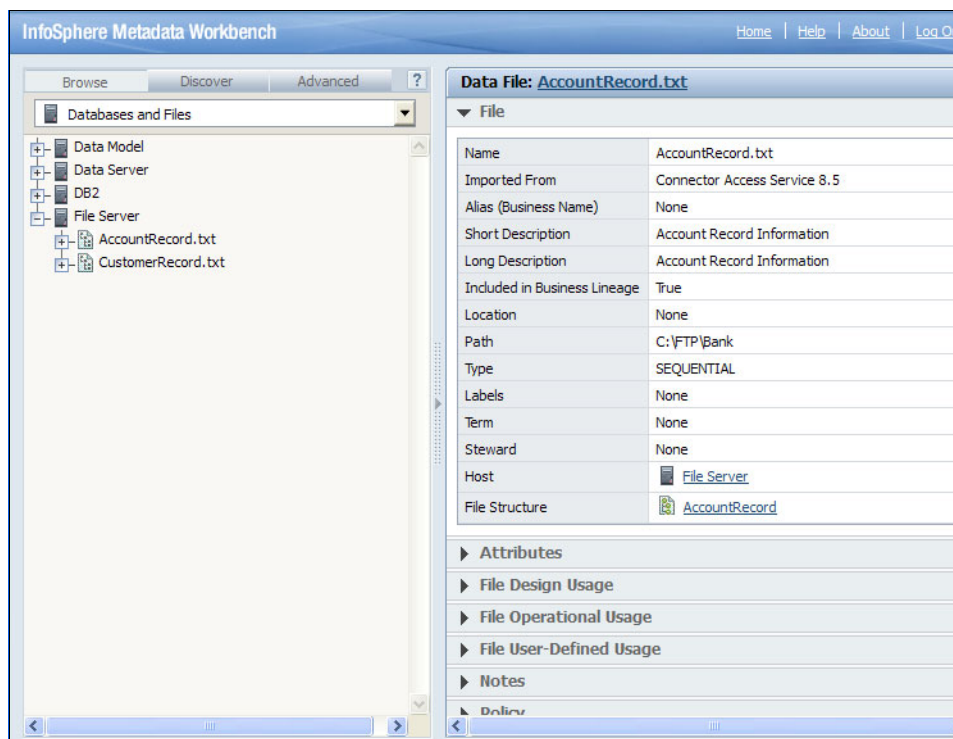 InfoSphere Metadata Workbench
Home | Help | About | Log O
Browse Discover Advanced ?
Databases and Files
Data Model
Data Server
DB2
File Server
AccountRecord.txt
CustomerRecord.txt
Data File: AccountRecord.txt
File
Name AccountRecord.txt
Imported From Connector Access Service 8.5
Alias (Business Name) None
Short Description Account Record Information
Long Description Account Record Information
Included in Business Lineage True
Location None
Path C:\FTP\Bank
Type SEQUENTIAL
Labels None
Term None
Steward None
Host File Server
File Structure AccountRecord
Attributes
File Design Usage
File Operational Usage
File User-Defined Usage
Notes
Policy